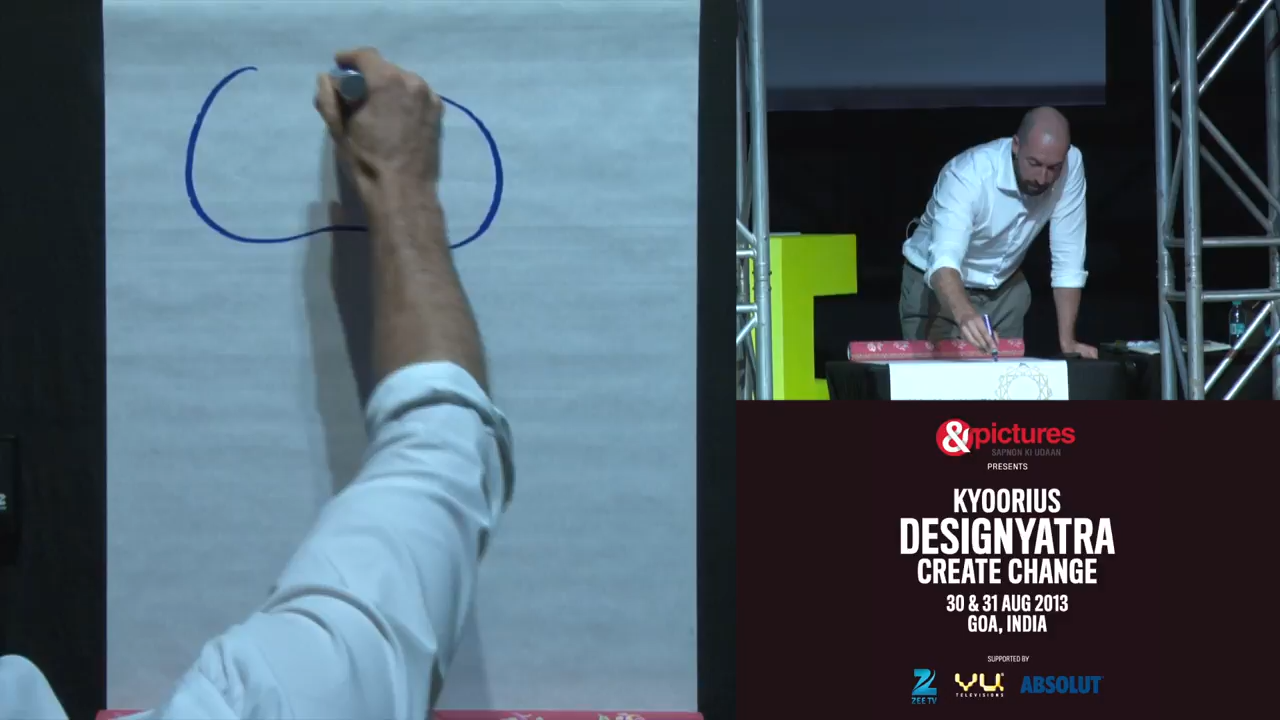 &pictures
SAPNON KI UDAAN
PRESENTS
KYOORIUS
DESIGNYATRA
CREATE CHANGE
30 & 31 AUG 2013
GOA, INDIA
SUPPORTED BY
Z
ZEE TV
VU
TELEVISIONS
ABSOLUT